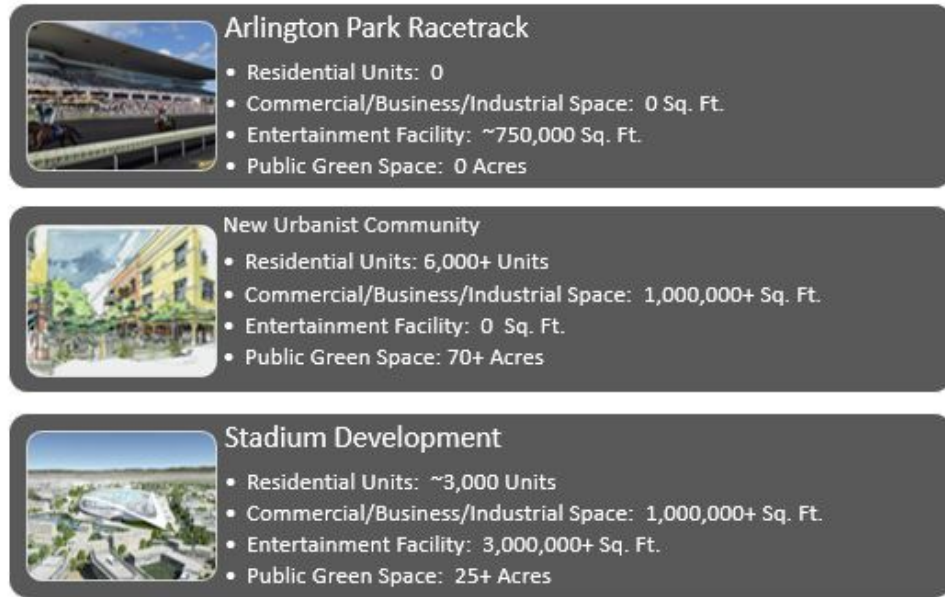 Arlington Park Racetrack
• Residential Units:  0
• Commercial/Business/Industrial Space:  0 Sq. Ft.
• Entertainment Facility:  ~750,000 Sq. Ft.
• Public Green Space:  0 Acres
New Urbanist Community
• Residential Units: 6,000+ Units
• Commercial/Business/Industrial Space:  1,000,000+ Sq. Ft.
• Entertainment Facility:  0  Sq. Ft.
• Public Green Space: 70+ Acres
Stadium Development
• Residential Units:  ~3,000 Units
• Commercial/Business/Industrial Space:  1,000,000+ Sq. Ft.
• Entertainment Facility:  3,000,000+ Sq. Ft.
• Public Green Space:  25+ Acres